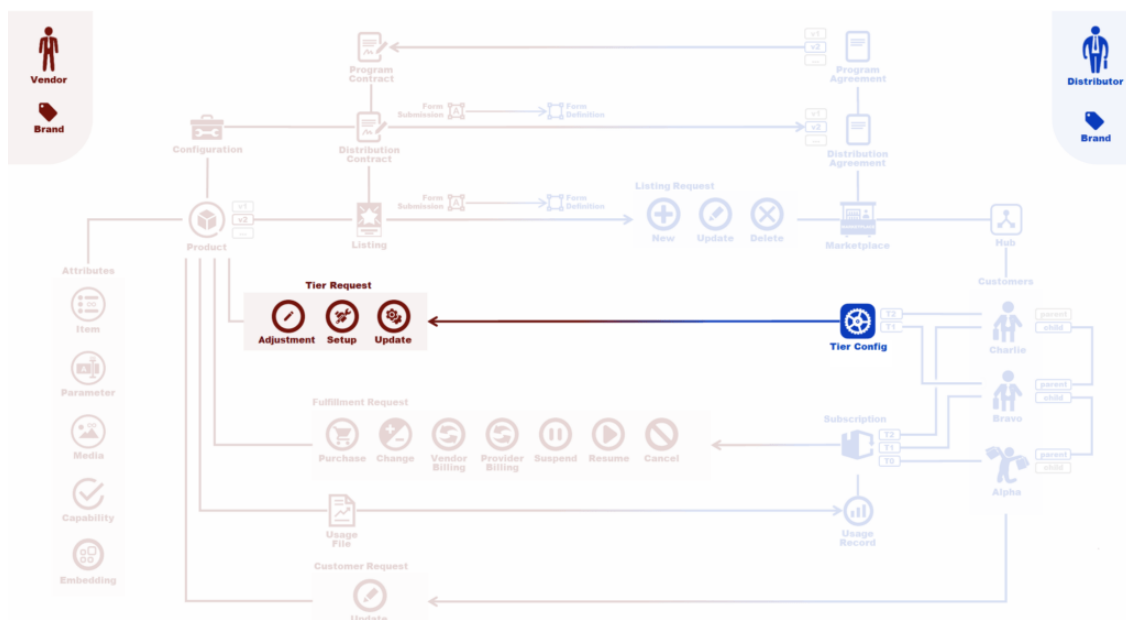 Vendor
Brand
Distributor
Brand
Program
Contract
v1
v2
...
Program
Agreement
Configuration
Distribution
Contract
Form
Submission
A
Form
Definition
v1
v2
...
Distribution
Agreement
Product
v1
v2
...
Listing
Form
Submission
A
Form
Definition
Listing Request
New
Update
Delete
Marketplace
Hub
Attributes
Item
Parameter
Media
Capability
Embedding
Tier Request
Adjustment
Setup
Update
Tier Config
T2
T1
Customers
Charlie
parent
child
Bravo
parent
child
Alpha
parent
child
Fulfillment Request
Purchase
Change
Vendor
Billing
Provider
Billing
Suspend
Resume
Cancel
Subscription
T2
T1
T0
Usage
File
Usage
Record
Customer Request
Update